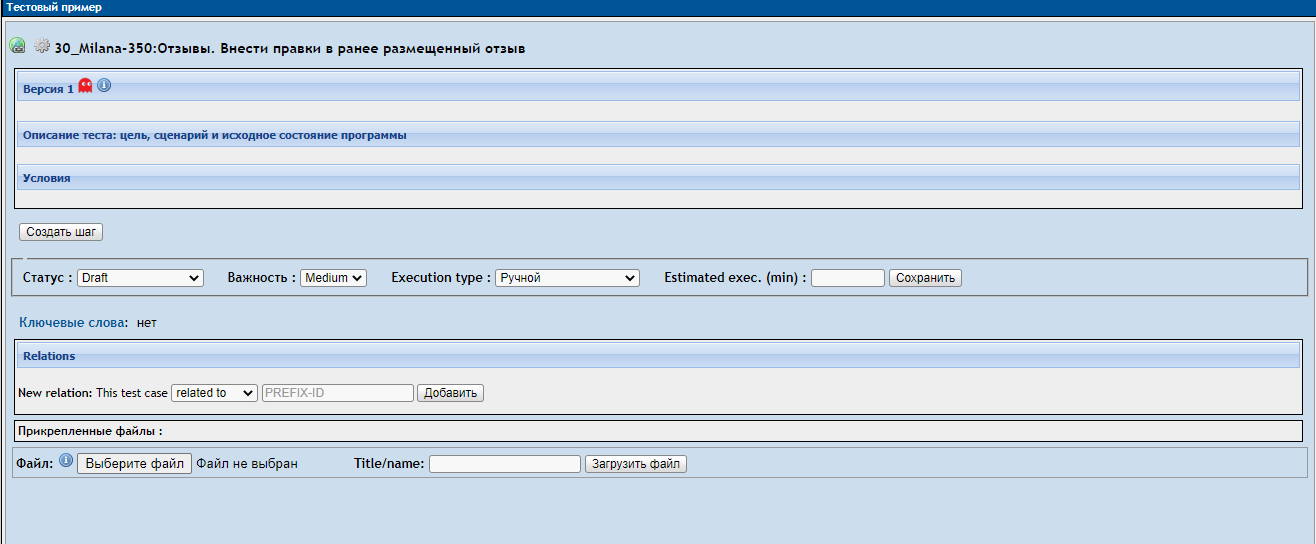 Тестовый пример
30_Milana-350:Отзывы. Внести правки в ранее размещенный отзыв
Версия 1
Описание теста: цель, сценарий и исходное состояние программы
Условия
Создать шаг
Статус : Draft Важность : Medium Execution type : Ручной Estimated exec. (min) : Сохранить
Ключевые слова: нет
Relations
New relation: This test case related to PREFIX-ID Добавить
Прикрепленные файлы :
Файл: Выберите файл Файл не выбран Title/name: Загрузить файл